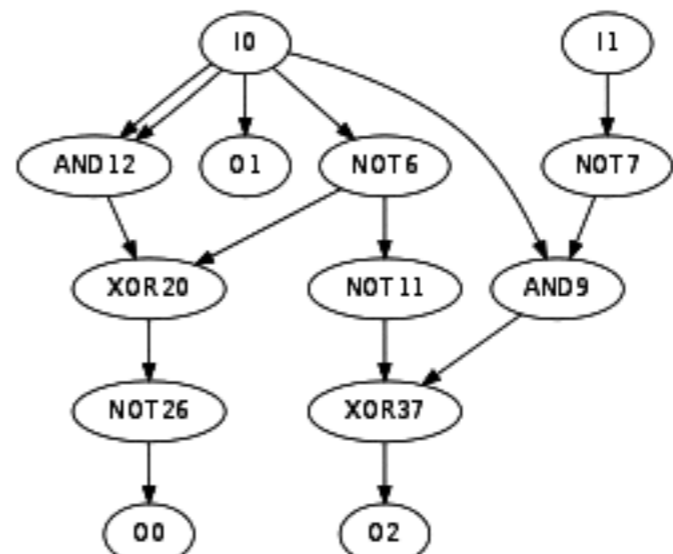 I0 I1
AND12 O1 NOT6 NOT7
XOR20 NOT11 AND9
NOT26 XOR37
O0 O2